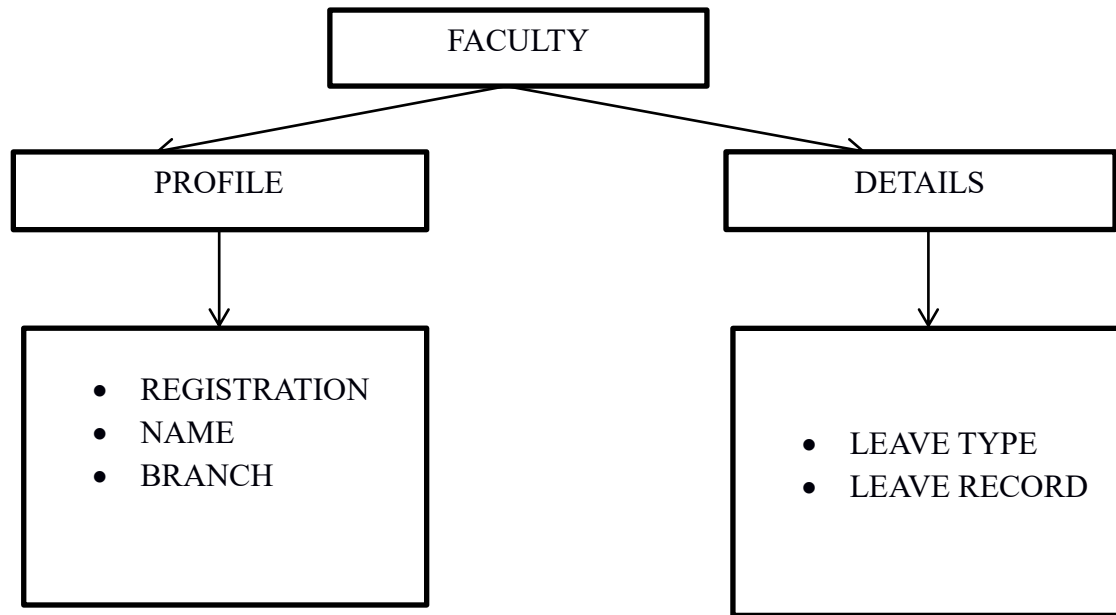 FACULTY
PROFILE
DETAILS
• REGISTRATION
• NAME
• BRANCH
• LEAVE TYPE
• LEAVE RECORD